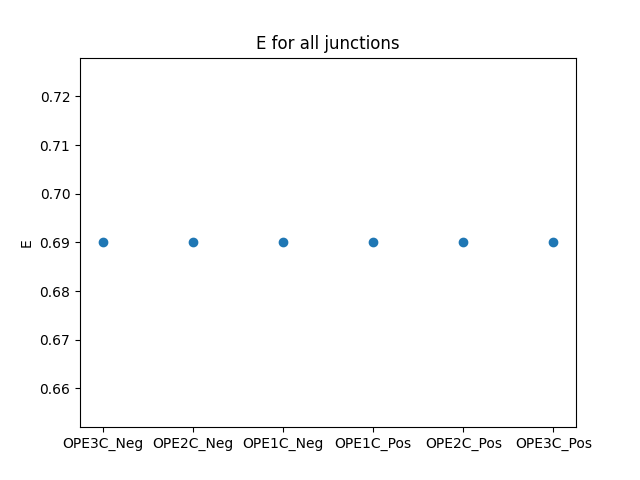 E for all junctions
E
0.72
0.71
0.70
0.69
0.68
0.67
0.66
OPE3C_Neg OPE2C_Neg OPE1C_Neg OPE1C_Pos OPE2C_Pos OPE3C_Pos